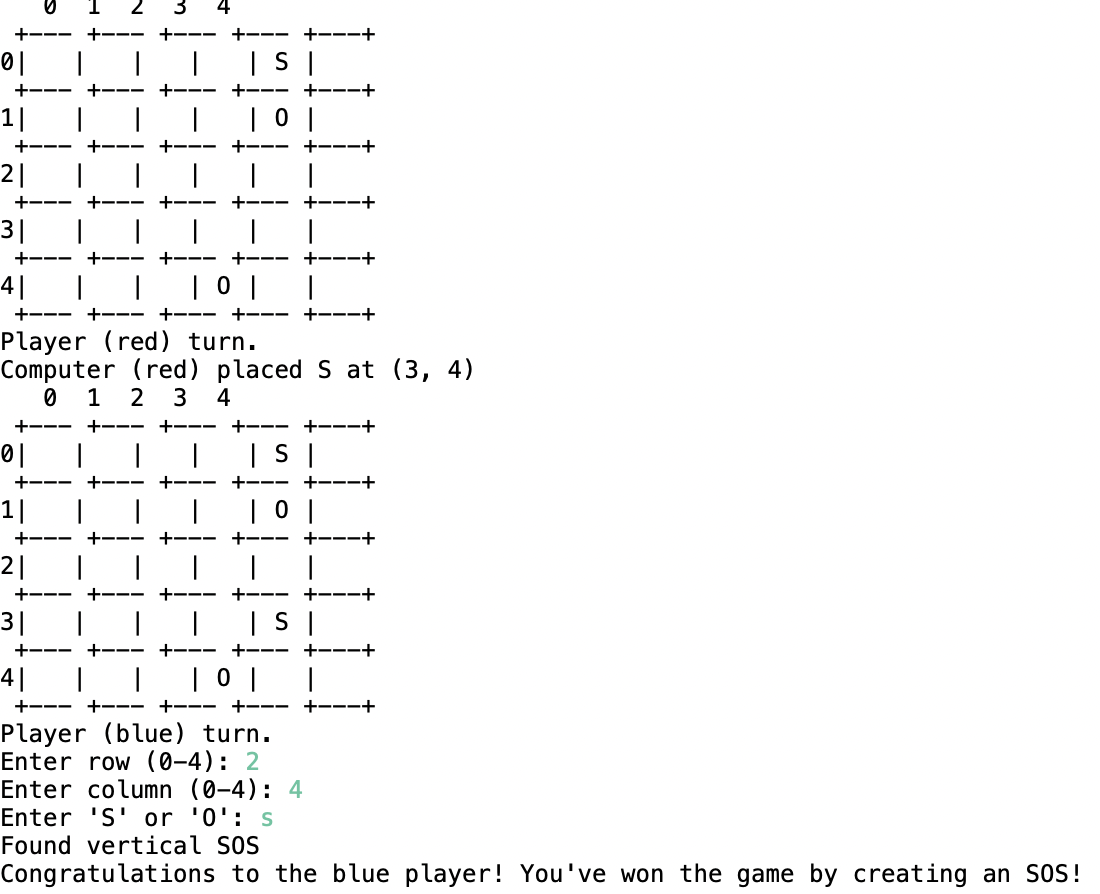 0  1  2  3  4
 +--- +--- +--- +--- +---+
0|   |   |   |   | S |
 +--- +--- +--- +--- +---+
1|   |   |   |   | O |
 +--- +--- +--- +--- +---+
2|   |   |   |   |   |
 +--- +--- +--- +--- +---+
3|   |   |   |   |   |
 +--- +--- +--- +--- +---+
4|   |   |   | O |   |
 +--- +--- +--- +--- +---+
Player (red) turn.
Computer (red) placed S at (3, 4)
   0  1  2  3  4
 +--- +--- +--- +--- +---+
0|   |   |   |   | S |
 +--- +--- +--- +--- +---+
1|   |   |   |   | O |
 +--- +--- +--- +--- +---+
2|   |   |   |   |   |
 +--- +--- +--- +--- +---+
3|   |   |   |   | S |
 +--- +--- +--- +--- +---+
4|   |   |   | O |   |
 +--- +--- +--- +--- +---+
Player (blue) turn.
Enter row (0-4): 2
Enter column (0-4): 4
Enter 'S' or 'O': s
Found vertical SOS
Congratulations to the blue player! You've won the game by creating an SOS!